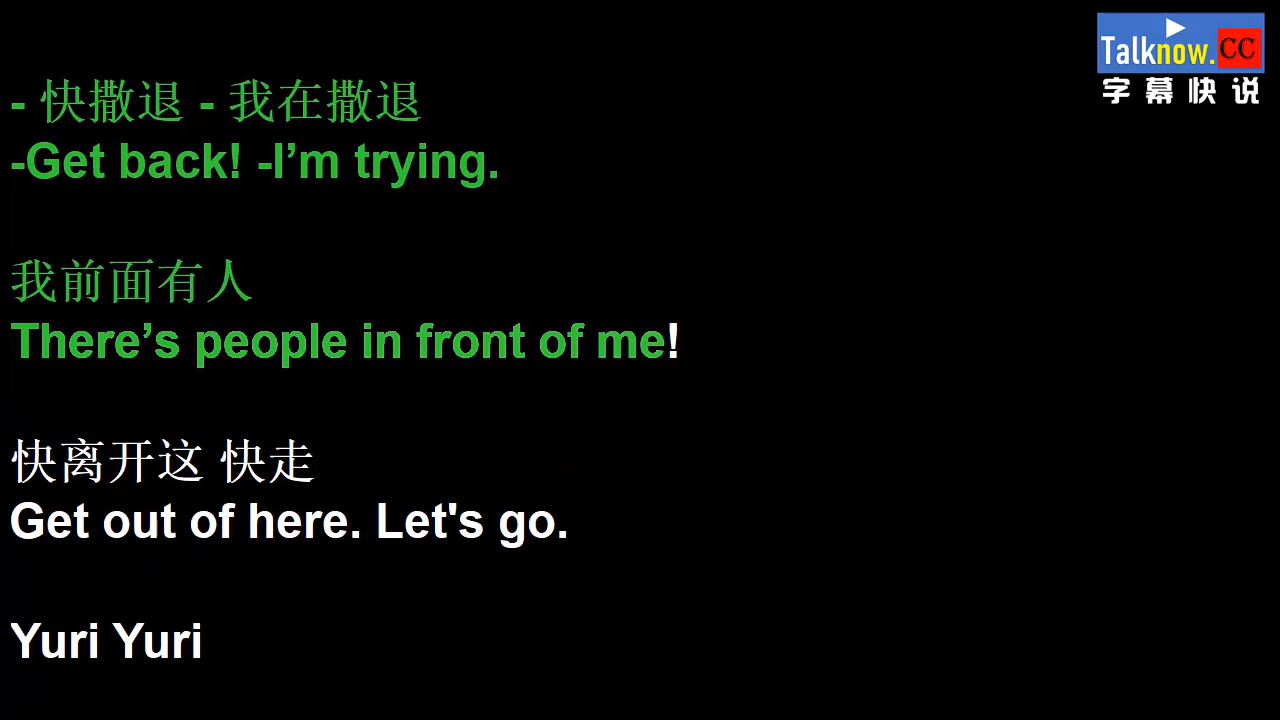 Talknow.CC
字幕快说
- 快撒退 - 我在撒退
-Get back! -I’m trying.
我前面有人
There’s people in front of me!
快离开这 快走
Get out of here. Let's go.
Yuri Yuri